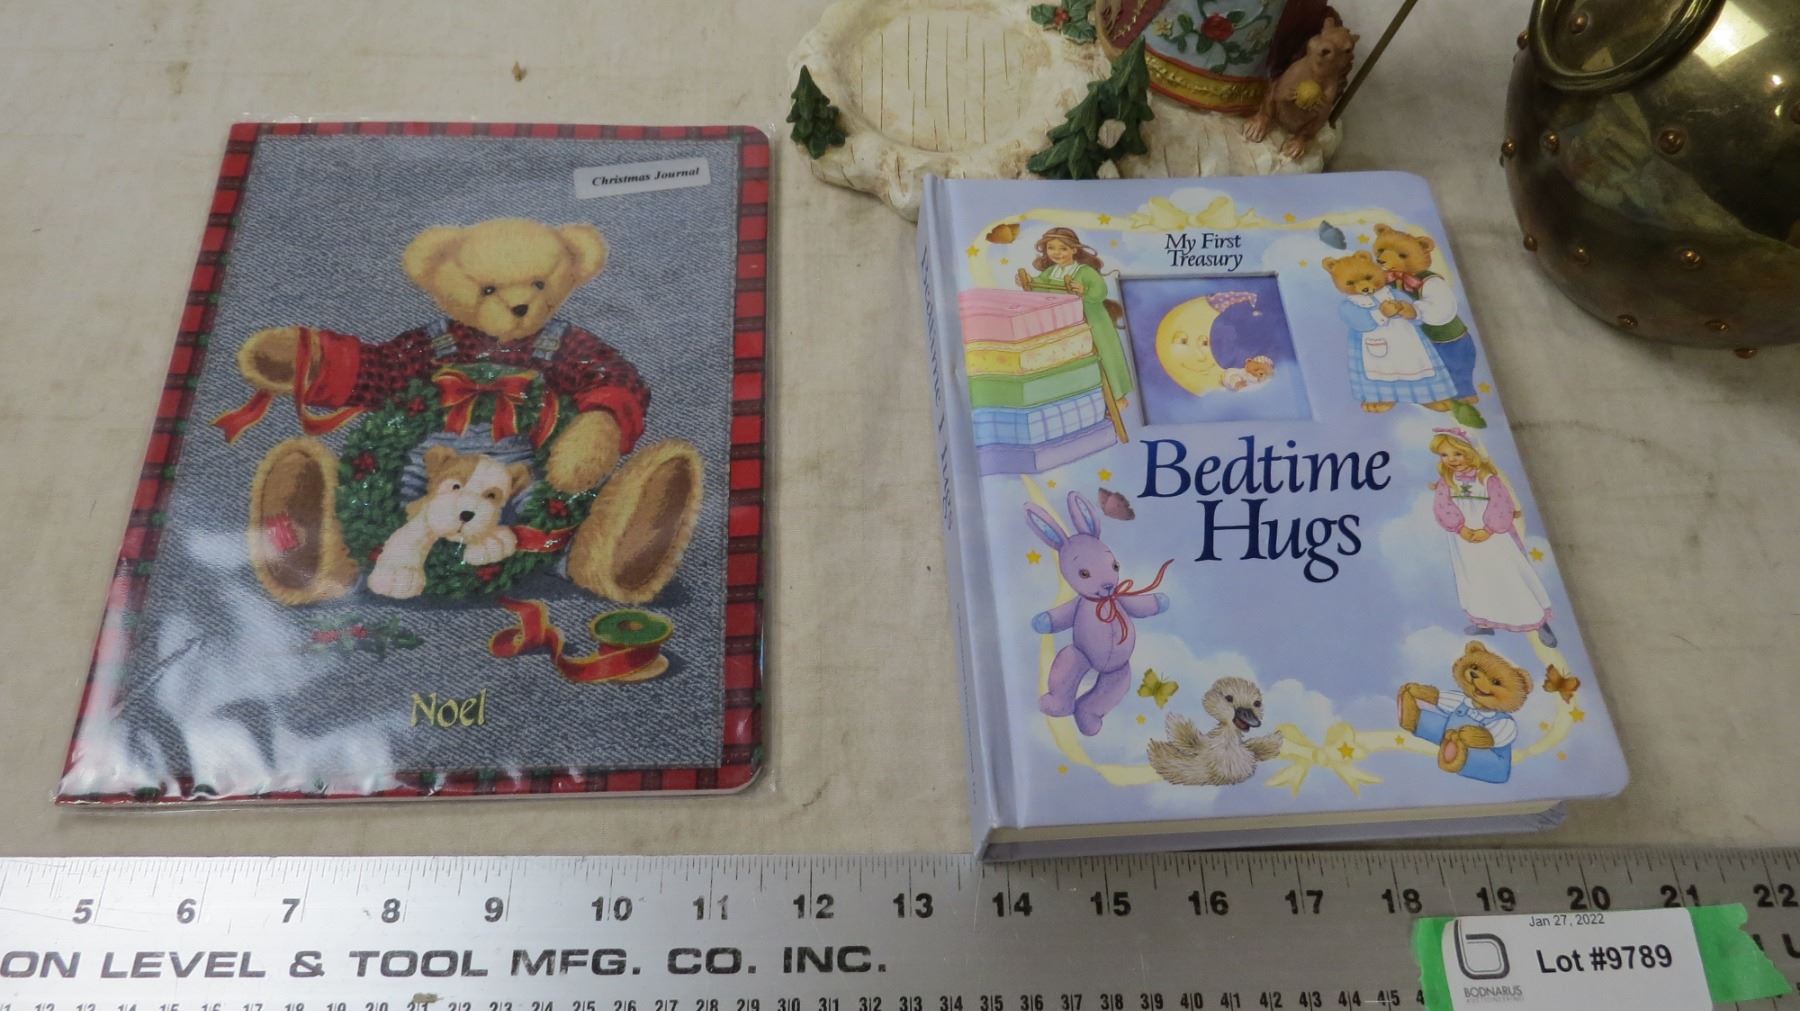 Christmas Journal
Noel
My First
Treasury
Bedtime
Hugs
5 6 7 8 9 10 11 12 13 14 15 16 17 18 19 20 21 22
ON LEVEL & TOOL MFG. CO. INC.
Jan 27, 2022
Lot #9789
BODNARUS